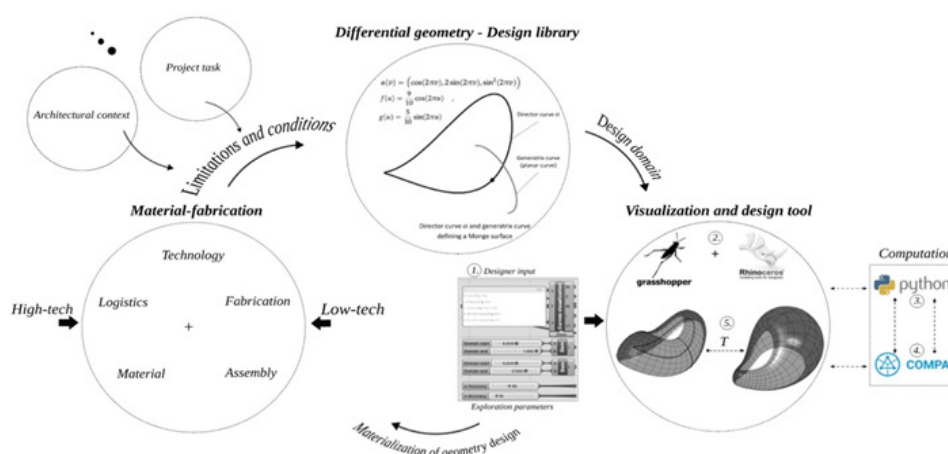 Differential geometry - Design library
Project task
Architectural context
α(v) = (cos(2πv), 2 sin(2πv), sin²(2πv))
f(u) = 9/10 cos(2πu) ,
g(u) = 5/10 sin(2πu)
Director curve α
Generatrix curve
(planar curve)
Director curve α and generatrix curve
defining a Monge surface
Limitations and conditions
Design domain
Material-fabrication
Technology
Logistics
Fabrication
+
Material
Assembly
High-tech
Low-tech
1. Designer input
Exploration parameters
Materialization of geometry design
Visualization and design tool
2.
+
grasshopper
Rhinoceros
5.
T
Computation
python
3.
4.
COMPA